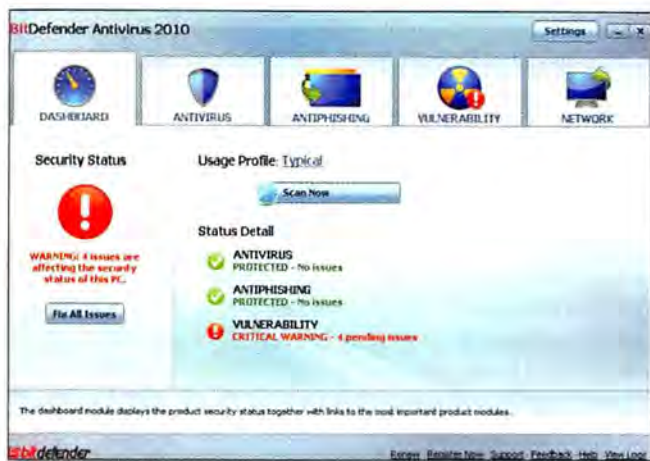 BitDefender Antivirus 2010
Settings
DASHBOARD
ANTIVIRUS
ANTIPHISHING
VULNERABILITY
NETWORK
Security Status
WARNING: 4 issues are
affecting the security
status of this PC.
Fix All Issues
Usage Profile: Typical
Scan Now
Status Detail
ANTIVIRUS
PROTECTED - No issues
ANTIPHISHING
PROTECTED - No issues
VULNERABILITY
CRITICAL WARNING - 4 pending issues
The dashboard module displays the product security status together with links to the most important product modules.
bitdefender
Renew Register Now Support Feedback Help View Logs